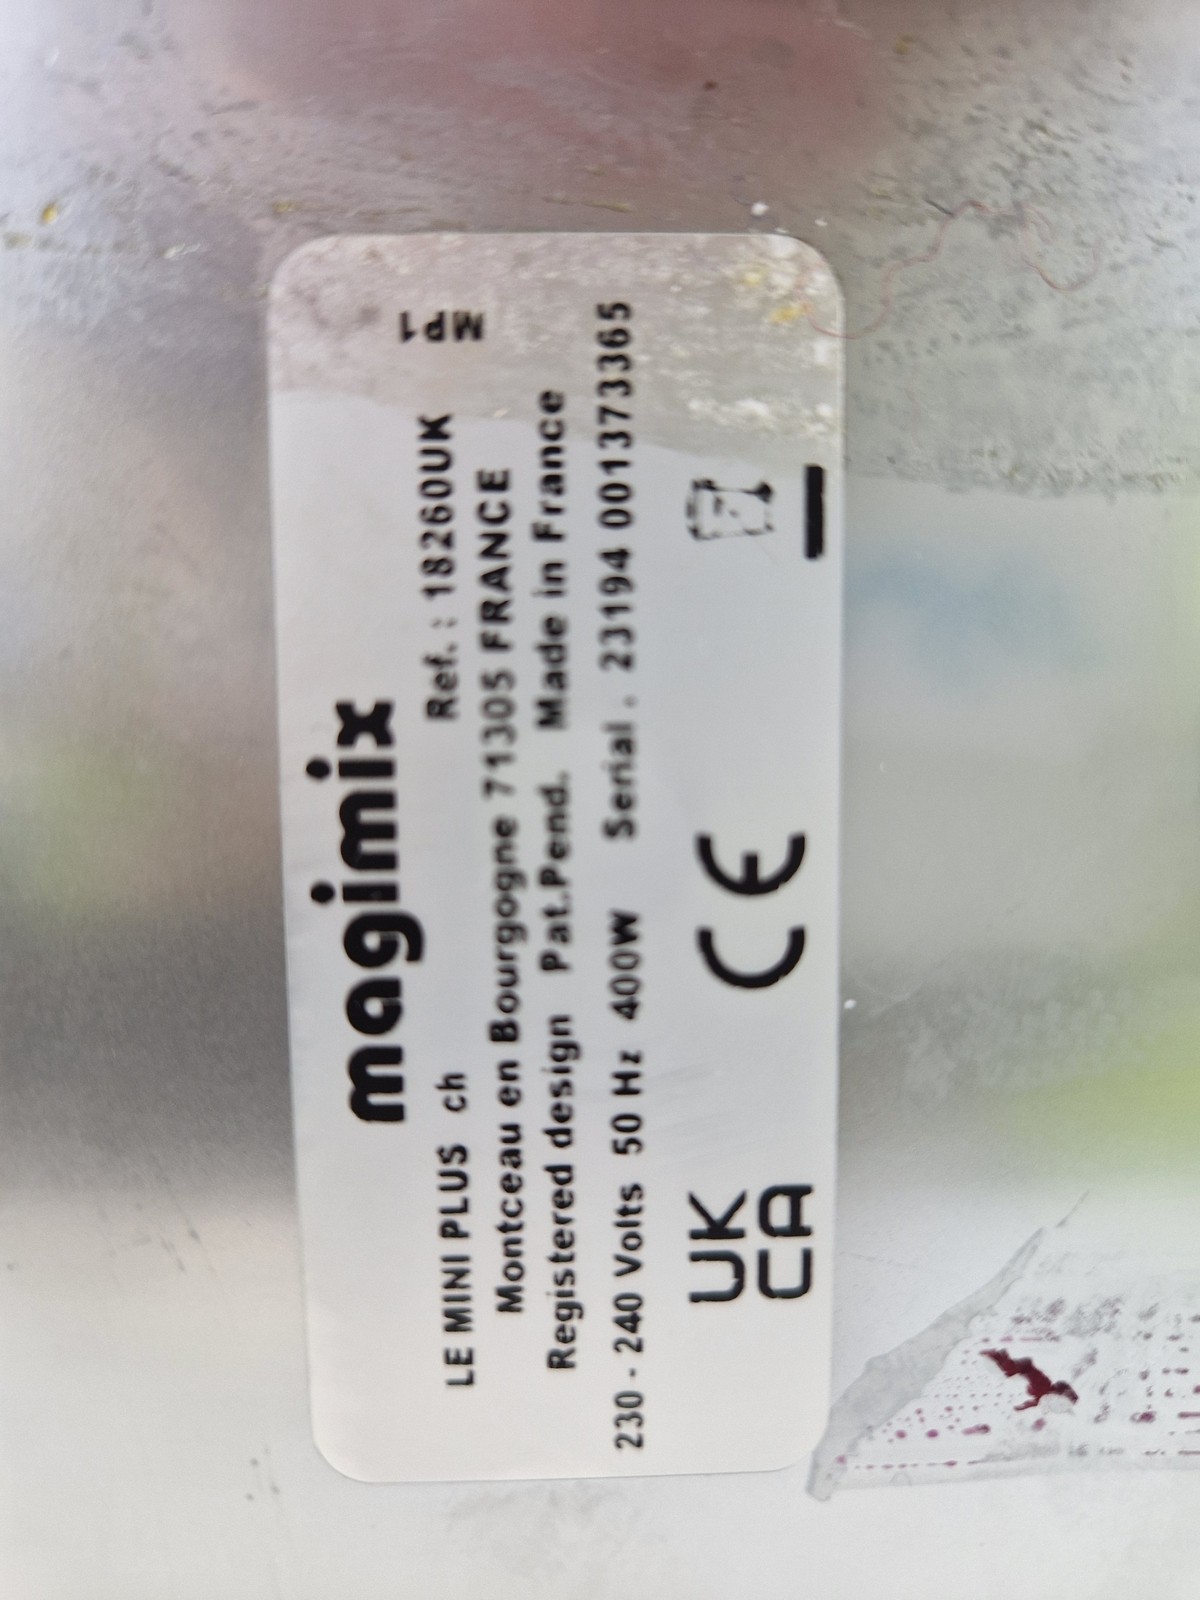 magimix
LE MINI PLUS ch Ref. : 18260UK
Montceau en Bourgogne 71305 FRANCE
Registered design Pat.Pend. Made in France
230 - 240 Volts 50 Hz 400W Serial . 23194 001373365
UK
CA
CE